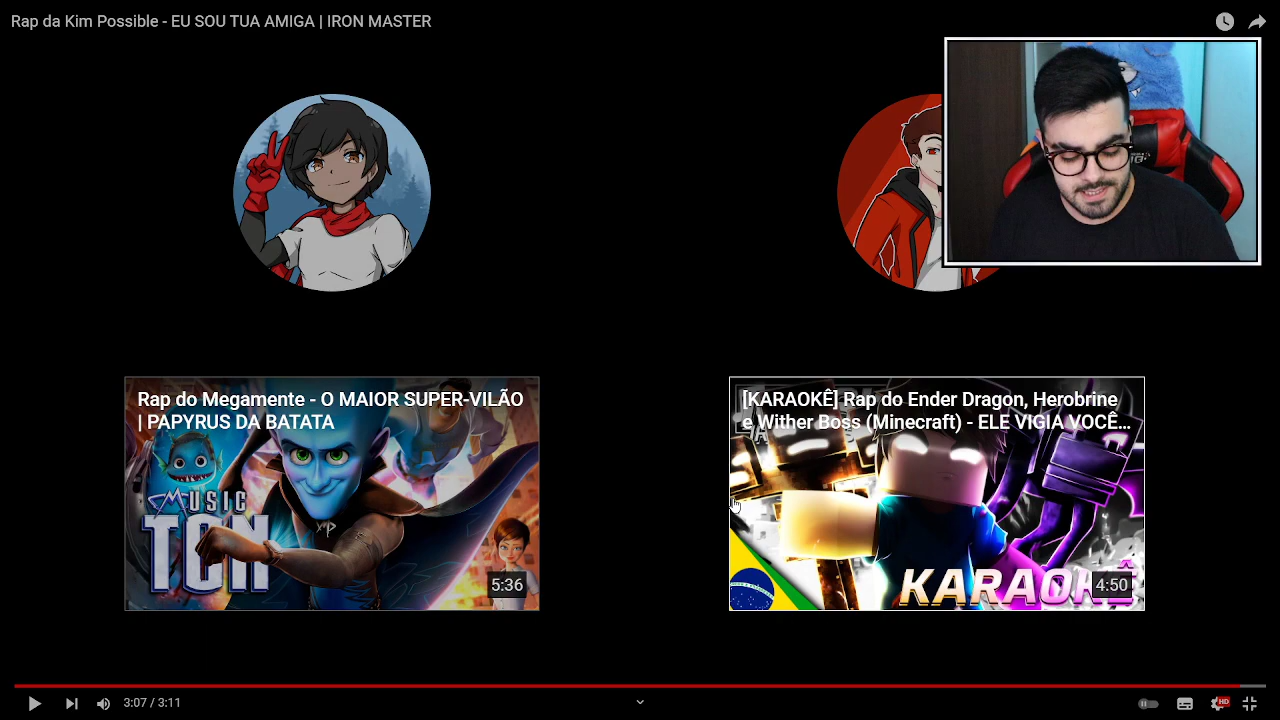 Rap da Kim Possible - EU SOU TUA AMIGA | IRON MASTER
Rap do Megamente - O MAIOR SUPER-VILÃO
| PAPYRUS DA BATATA
MUSIC
TCN
5:36
[KARAOKÊ] Rap do Ender Dragon, Herobrine
e Wither Boss (Minecraft) - ELE VIGIA VOCÊ...
KARAOKÊ
4:50
3:07 / 3:11
HD